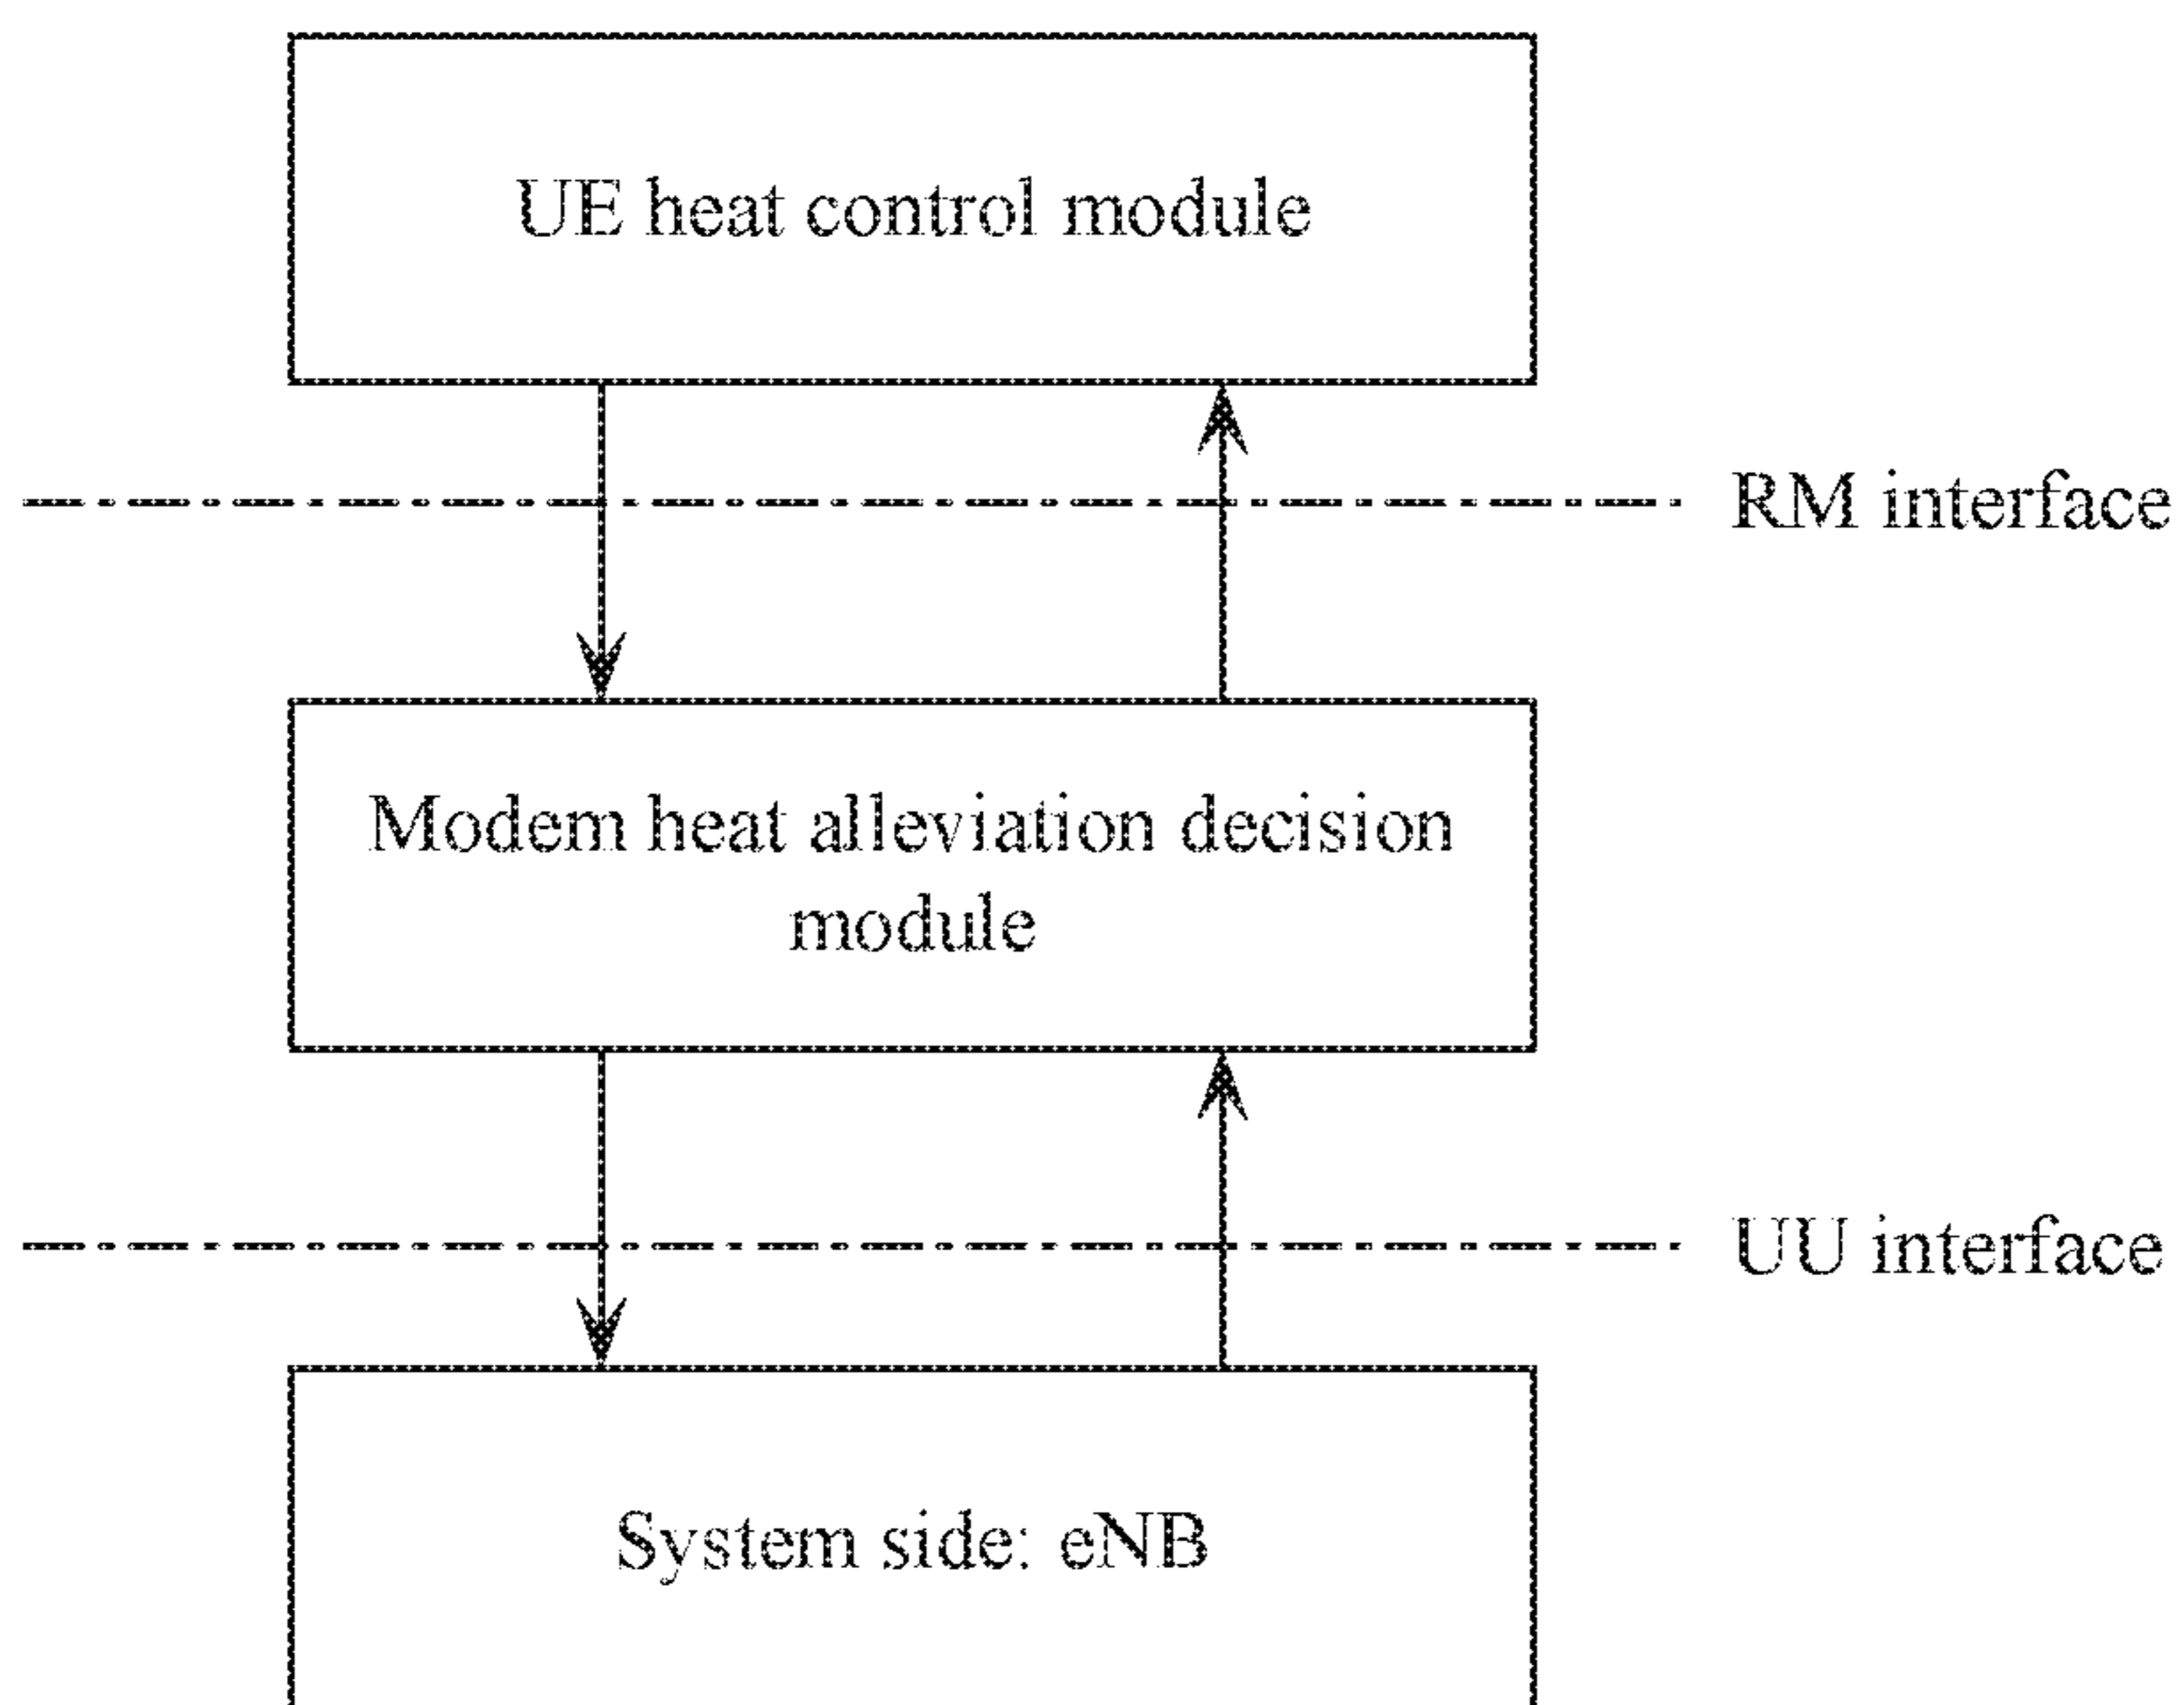 UE heat control module
RM interface
Modem heat alleviation decision
module
UU interface
System side: eNB